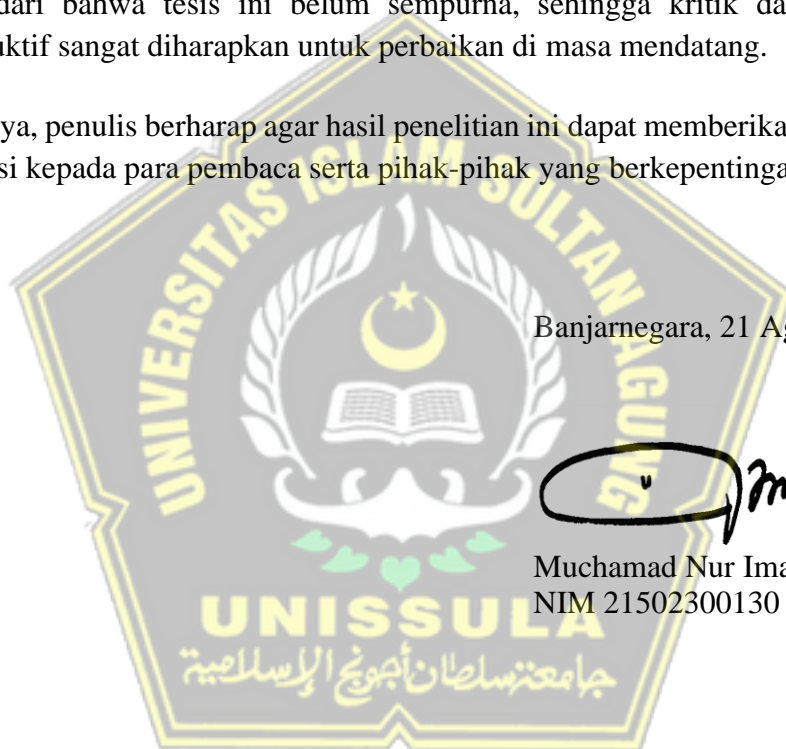 dari bahwa tesis ini belum sempurna, sehingga kritik da
uktif sangat diharapkan untuk perbaikan di masa mendatang.
ya, penulis berharap agar hasil penelitian ini dapat memberika
si kepada para pembaca serta pihak-pihak yang berkepentinga
UNIVERSITAS ISLAM SULTAN AGUNG
Banjarnegara, 21 Ag
Muchamad Nur Ima
NIM 21502300130
UNISSULA
جامعة سلطان أجونج الإسلامية